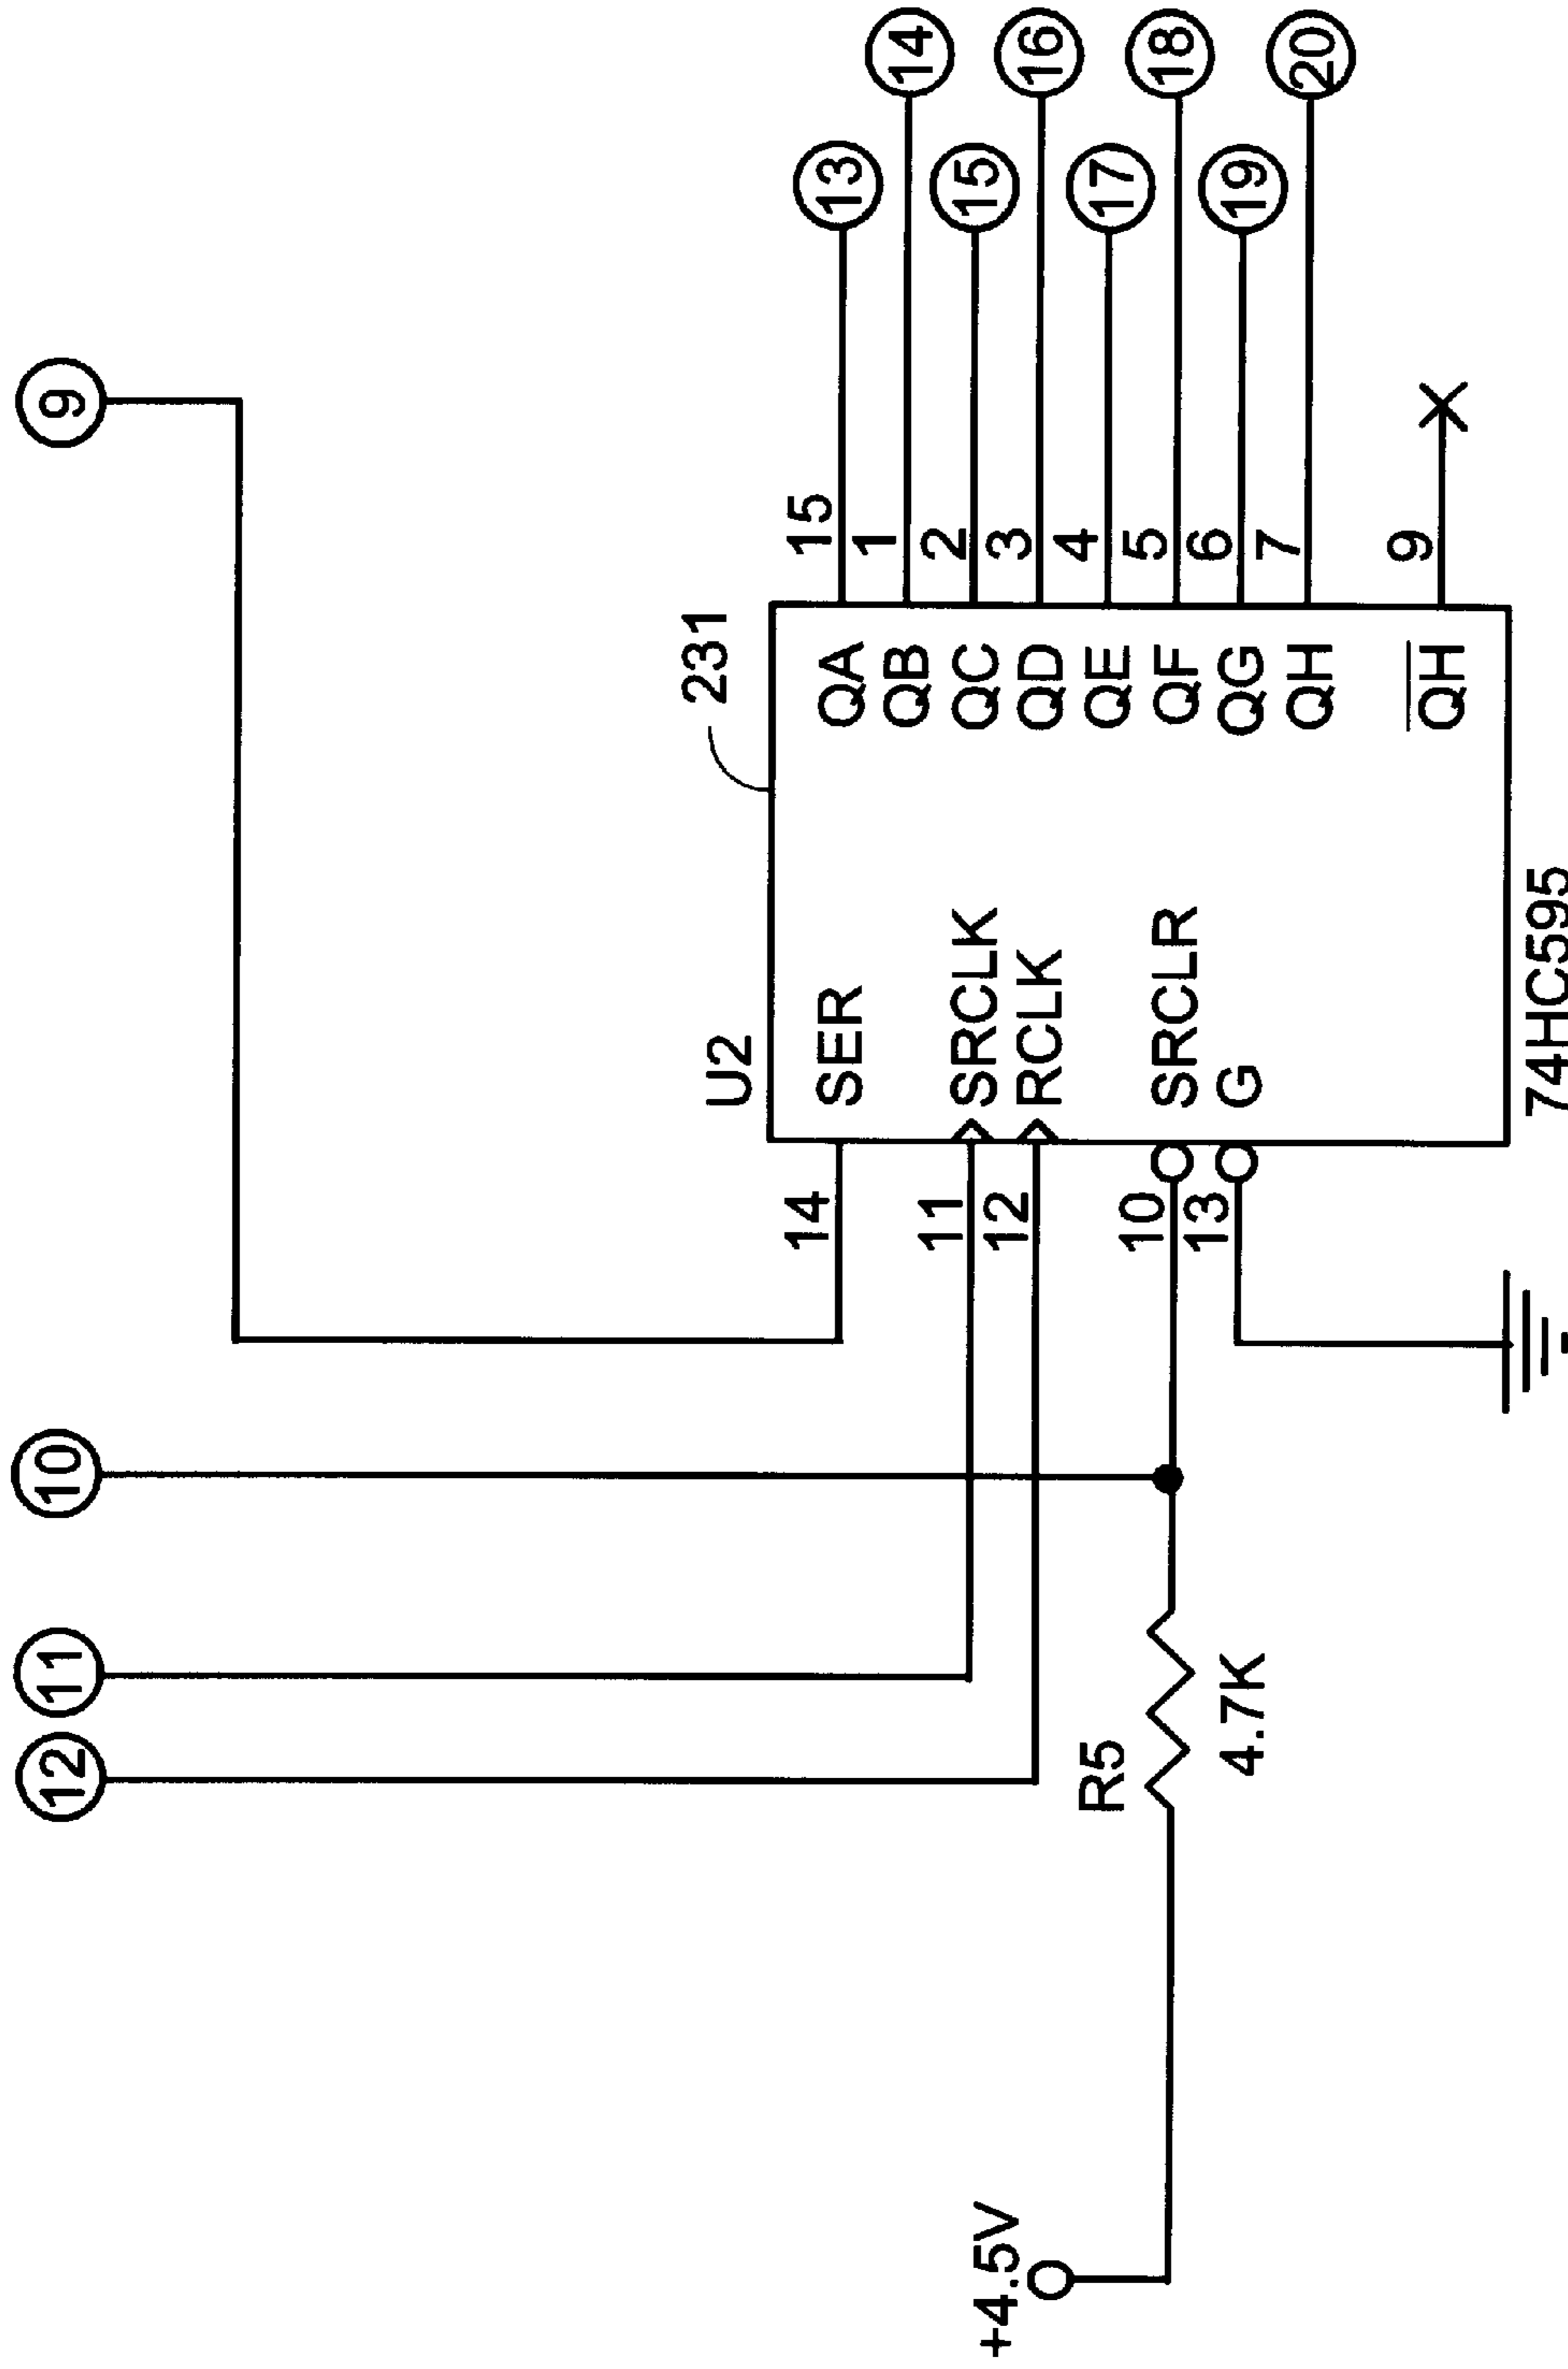 12
11
10
9
U2
231
14
SER
QA
15
13
QB
1
14
11
SRCLK
QC
2
15
12
RCLK
QD
3
16
QE
4
17
10
SRCLR
QF
5
18
13
G
QG
6
19
QH
7
20
QH
9
74HC595
+4.5V
R5
4.7K